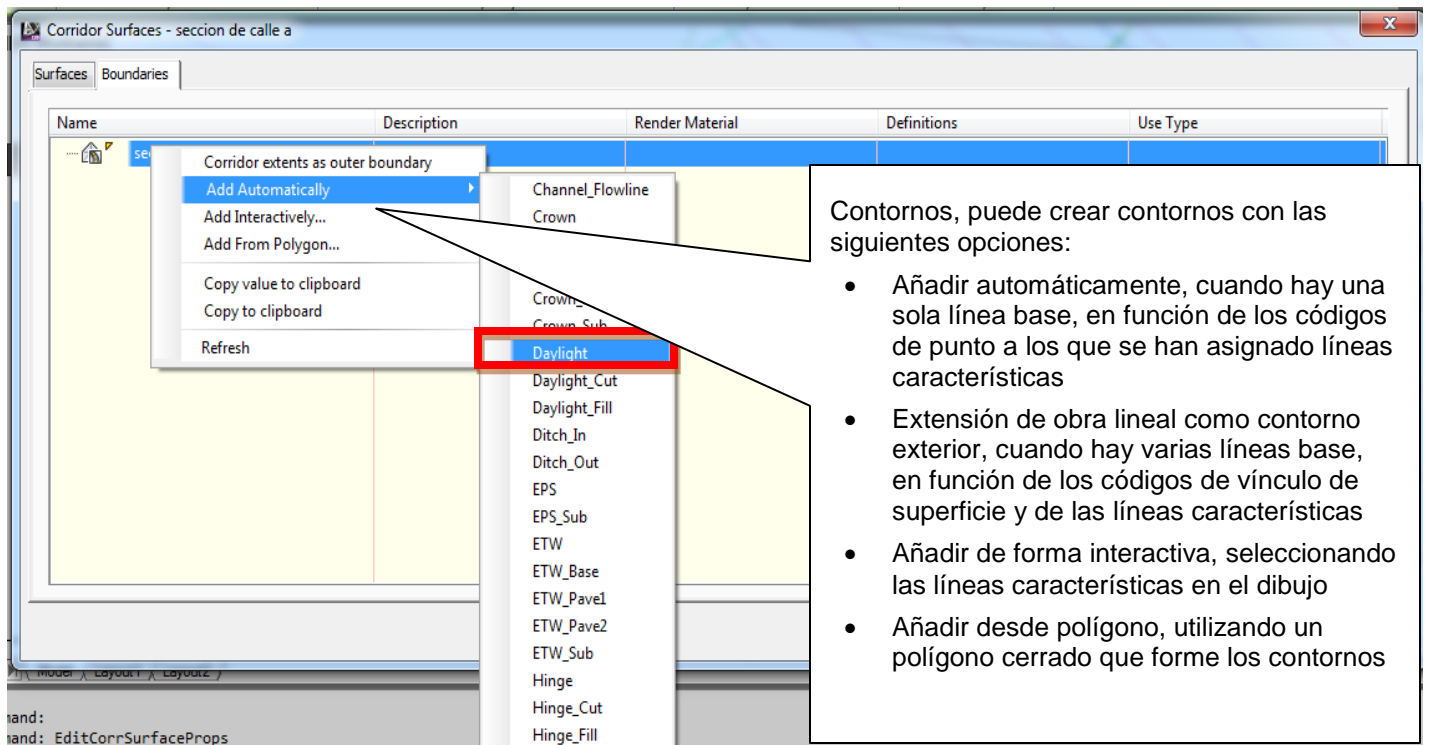 Corridor Surfaces - seccion de calle a
Surfaces Boundaries
Name Description Render Material Definitions Use Type
Corridor extents as outer boundary
Add Automatically
Add Interactively...
Add From Polygon...
Copy value to clipboard
Copy to clipboard
Refresh
Channel_Flowline
Crown
Crown_Sub
Daylight
Daylight_Cut
Daylight_Fill
Ditch_In
Ditch_Out
EPS
EPS_Sub
ETW
ETW_Base
ETW_Pave1
ETW_Pave2
ETW_Sub
Hinge
Hinge_Cut
Hinge_Fill
Contornos, puede crear contornos con las
siguientes opciones:
• Añadir automáticamente, cuando hay una
sola línea base, en función de los códigos
de punto a los que se han asignado líneas
características
• Extensión de obra lineal como contorno
exterior, cuando hay varias líneas base,
en función de los códigos de vínculo de
superficie y de las líneas características
• Añadir de forma interactiva, seleccionando
las líneas características en el dibujo
• Añadir desde polígono, utilizando un
polígono cerrado que forme los contornos
Model Layout1 Layout2
mand:
mand: EditCorrSurfaceProps